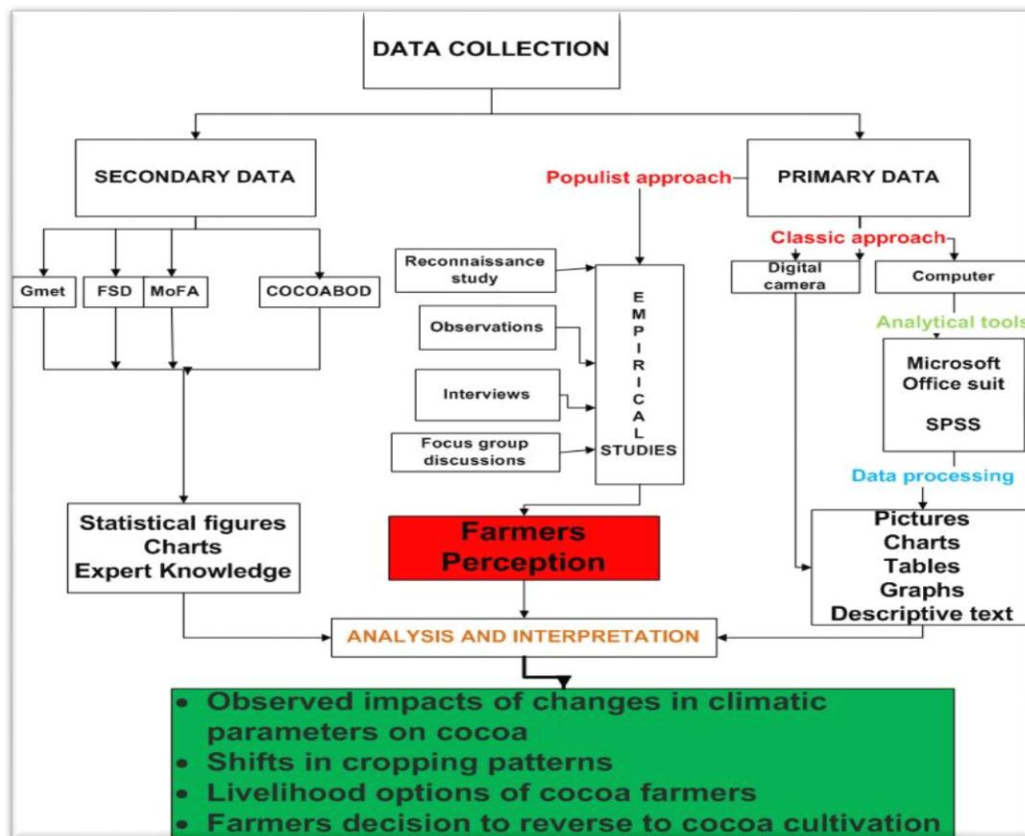 DATA COLLECTION
SECONDARY DATA
Populist approach
PRIMARY DATA
Classic approach
Gmet
FSD
MoFA
COCOABOD
Reconnaissance
study
Observations
Interviews
Focus group
discussions
EMPIRICAL
STUDIES
Digital
camera
Computer
Analytical tools
Microsoft
Office suit
SPSS
Data processing
Statistical figures
Charts
Expert Knowledge
Farmers
Perception
Pictures
Charts
Tables
Graphs
Descriptive text
ANALYSIS AND INTERPRETATION
• Observed impacts of changes in climatic
parameters on cocoa
• Shifts in cropping patterns
• Livelihood options of cocoa farmers
• Farmers decision to reverse to cocoa cultivation